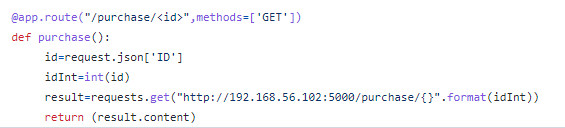 @app.route("/purchase/<id>",methods=['GET'])
def purchase():
id=request.json['ID']
idInt=int(id)
result=requests.get("http://192.168.56.102:5000/purchase/{}".format(idInt))
return (result.content)